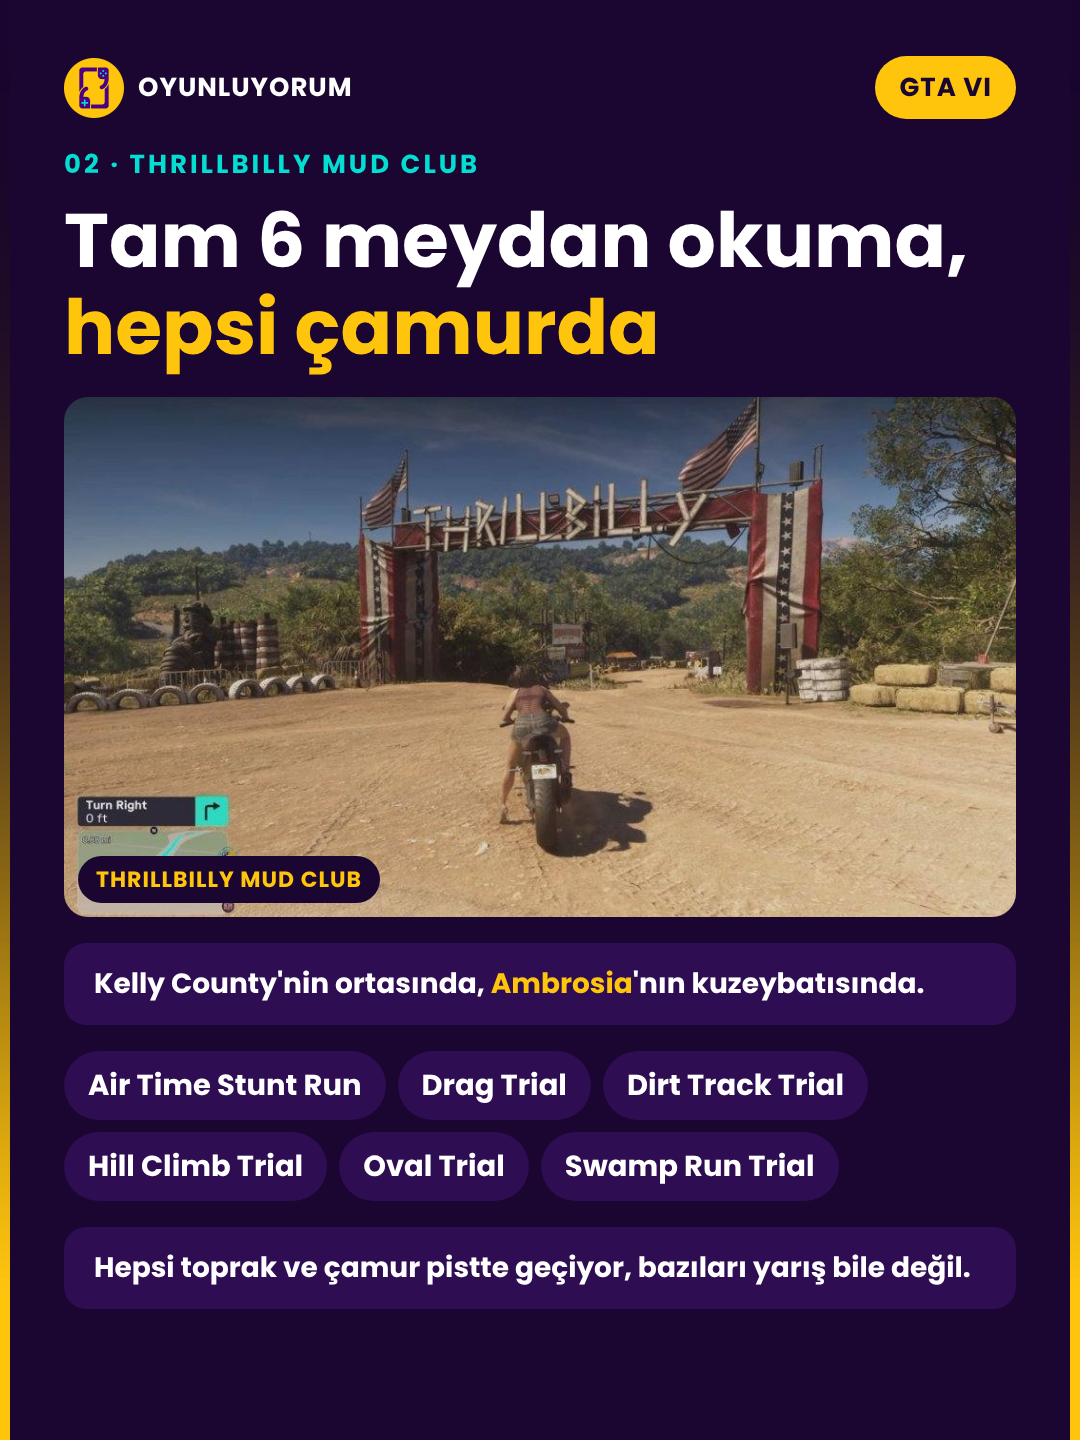 OYUNLUYORUM
GTA VI
02 · THRILLBILLY MUD CLUB
Tam 6 meydan okuma,
hepsi çamurda
THRILLBILLY
Turn Right
0 ft
THRILLBILLY MUD CLUB
Kelly County'nin ortasında, Ambrosia'nın kuzeybatısında.
Air Time Stunt Run
Drag Trial
Dirt Track Trial
Hill Climb Trial
Oval Trial
Swamp Run Trial
Hepsi toprak ve çamur pistte geçiyor, bazıları yarış bile değil.